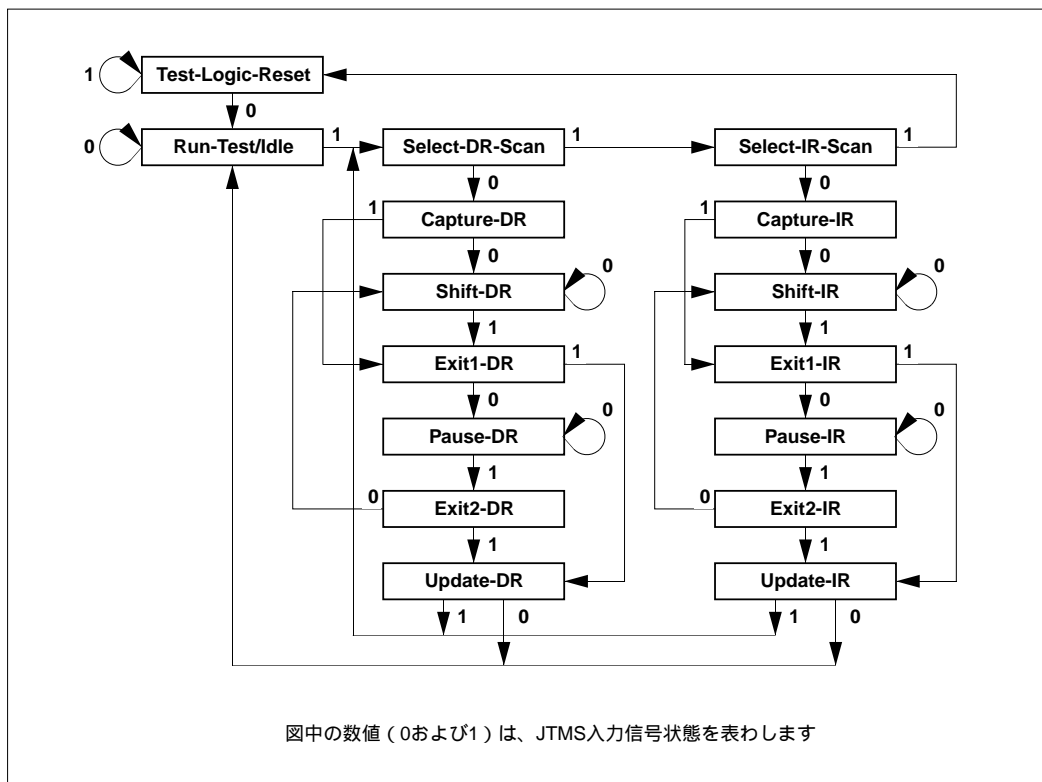 1 Test-Logic-Reset
0
0 Run-Test/Idle 1 Select-DR-Scan 1 Select-IR-Scan 1
0 0
1 Capture-DR 1 Capture-IR
0 0
0 0
Shift-DR Shift-IR
1 1
Exit1-DR 1 Exit1-IR 1
0 0
0 0
Pause-DR Pause-IR
1 1
0 Exit2-DR 0 Exit2-IR
1 1
Update-DR Update-IR
1 0 1 0
図中の数値(0および1)は、JTMS入力信号状態を表わします